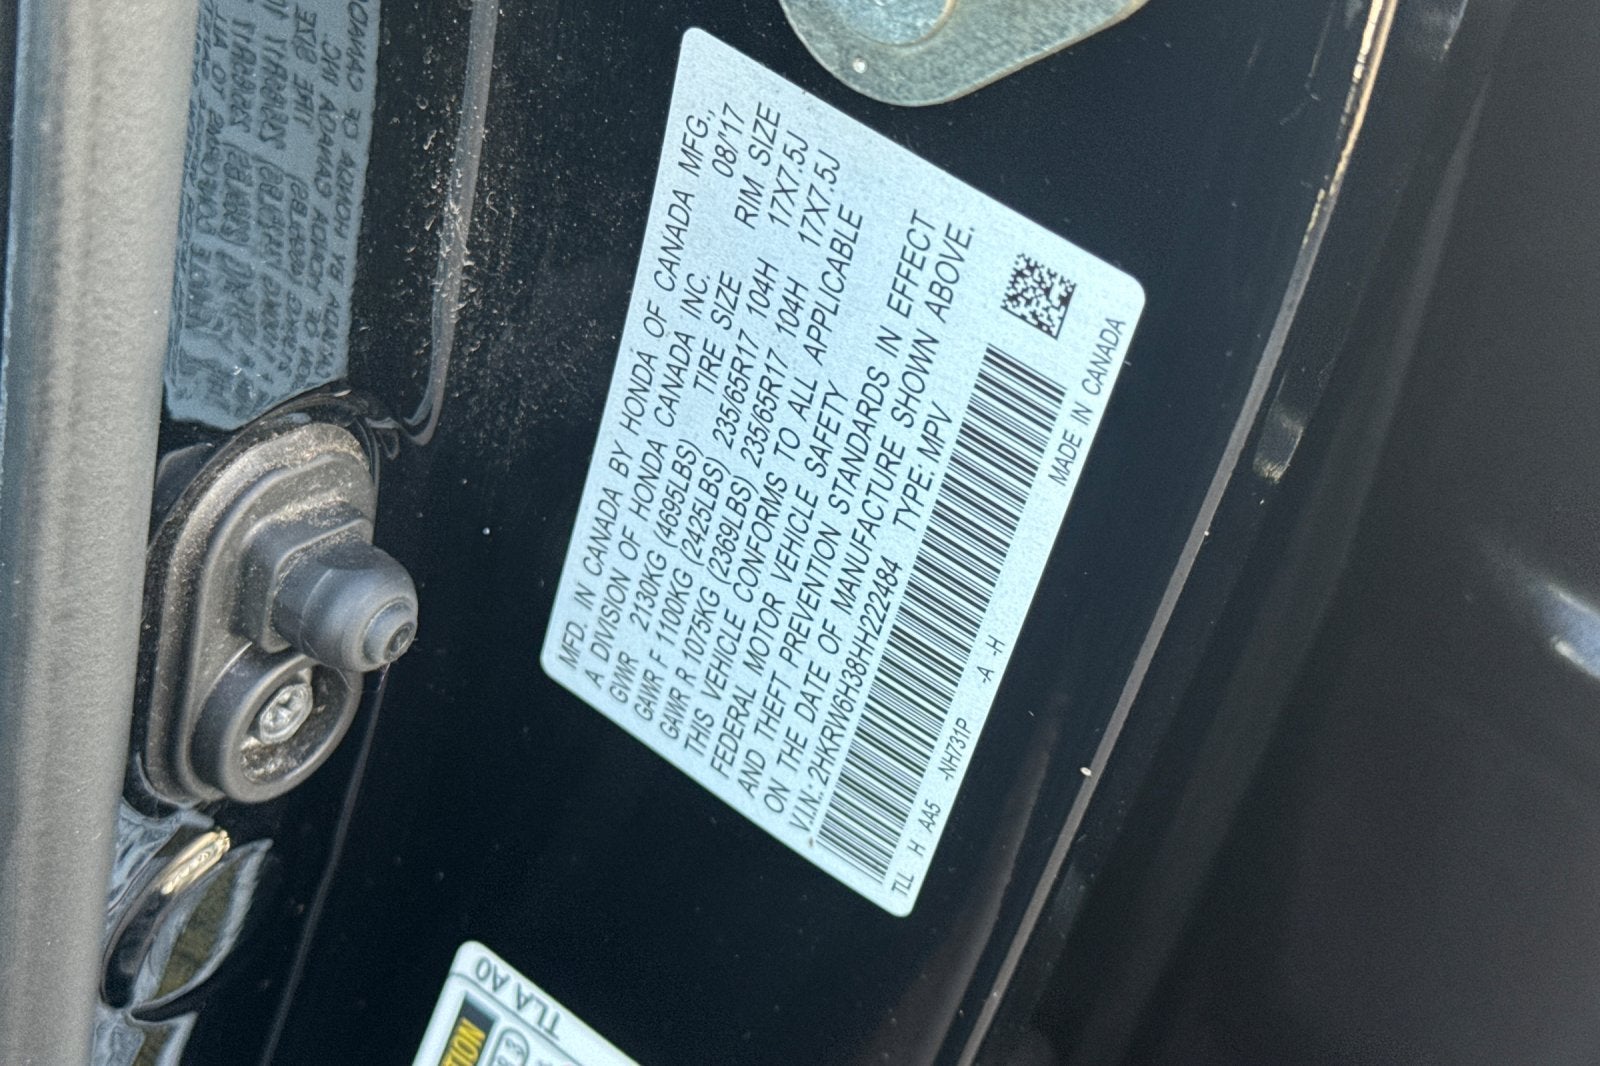 MFD. IN CANADA BY HONDA OF CANADA MFG.,
A DIVISION OF HONDA CANADA INC. 08/'17
GWR 2130KG (4695LBS) TIRE SIZE RIM SIZE
GAWR F 1100KG (2425LBS) 235/65R17 104H 17X7.5J
GAWR R 1075KG (2369LBS) 235/65R17 104H 17X7.5J
THIS VEHICLE CONFORMS TO ALL APPLICABLE
FEDERAL MOTOR VEHICLE SAFETY
AND THEFT PREVENTION STANDARDS IN EFFECT
ON THE DATE OF MANUFACTURE SHOWN ABOVE.
V.I.N.: 2HKRW6H38HH222484 TYPE: MPV
TLL H AA5 -NH731P -A -H MADE IN CANADA
TLA A0